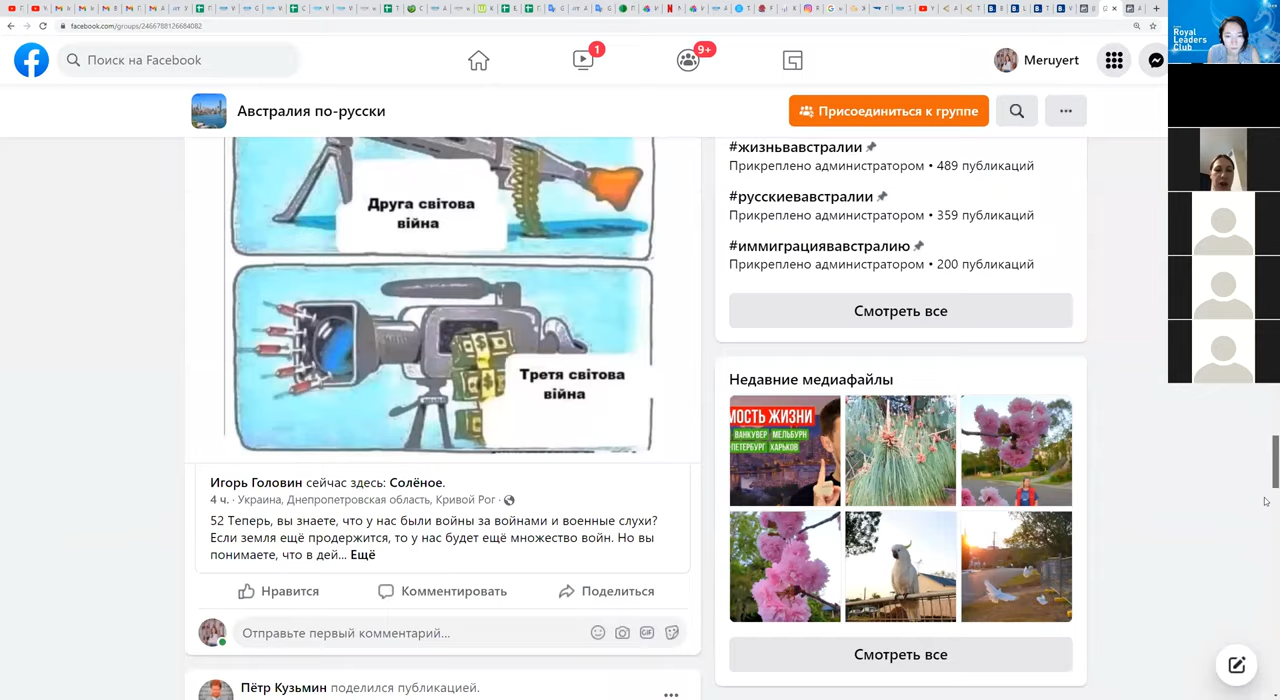 facebook.com/groups/2466788126684082
Поиск на Facebook
1
9+
Meruyert
Royal
Leaders
Club
Австралия по-русски
Присоединиться к группе
Друга світова
війна
Третя світова
війна
Игорь Головин сейчас здесь: Солёное.
4 ч. · Украина, Днепропетровская область, Кривой Рог ·
52 Теперь, вы знаете, что у нас были войны за войнами и военные слухи?
Если земля ещё продержится, то у нас будет ещё множество войн. Но вы
понимаете, что в дей... Ещё
Нравится
Комментировать
Поделиться
Отправьте первый комментарий...
GIF
Пётр Кузьмин поделился публикацией.
#жизньвавстралии
Прикреплено администратором • 489 публикаций
#русскиевавстралии
Прикреплено администратором • 359 публикаций
#иммиграциявавстралию
Прикреплено администратором • 200 публикаций
Смотреть все
Недавние медиафайлы
МОСТЬ ЖИЗНИ
ВАНКУВЕР МЕЛЬБУРН
ПЕТЕРБУРГ ХАРЬКОВ
Смотреть все